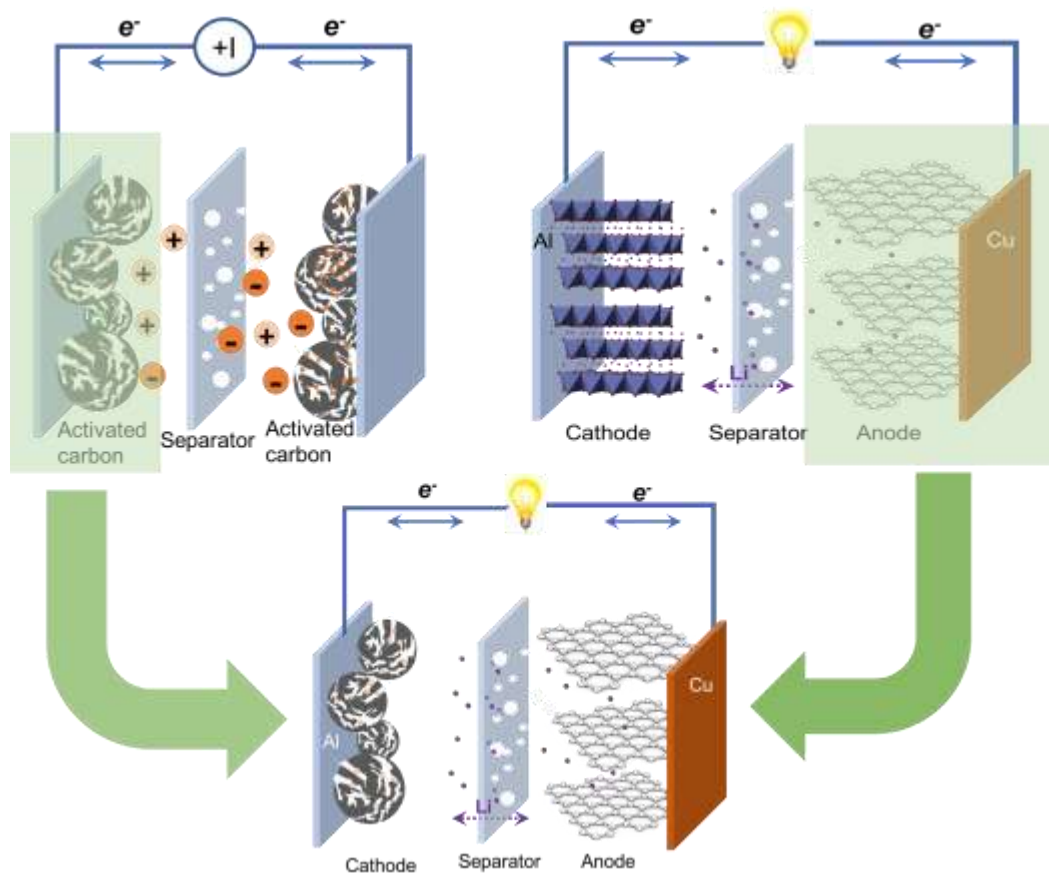 e-
+I
e-
+
+
-
+
-
+
-
+
-
-
Activated
carbon
Separator
Activated
carbon
e-
e-
Al
Cu
Li+
Cathode
Separator
Anode
e-
e-
Al
Cu
Li+
Cathode
Separator
Anode